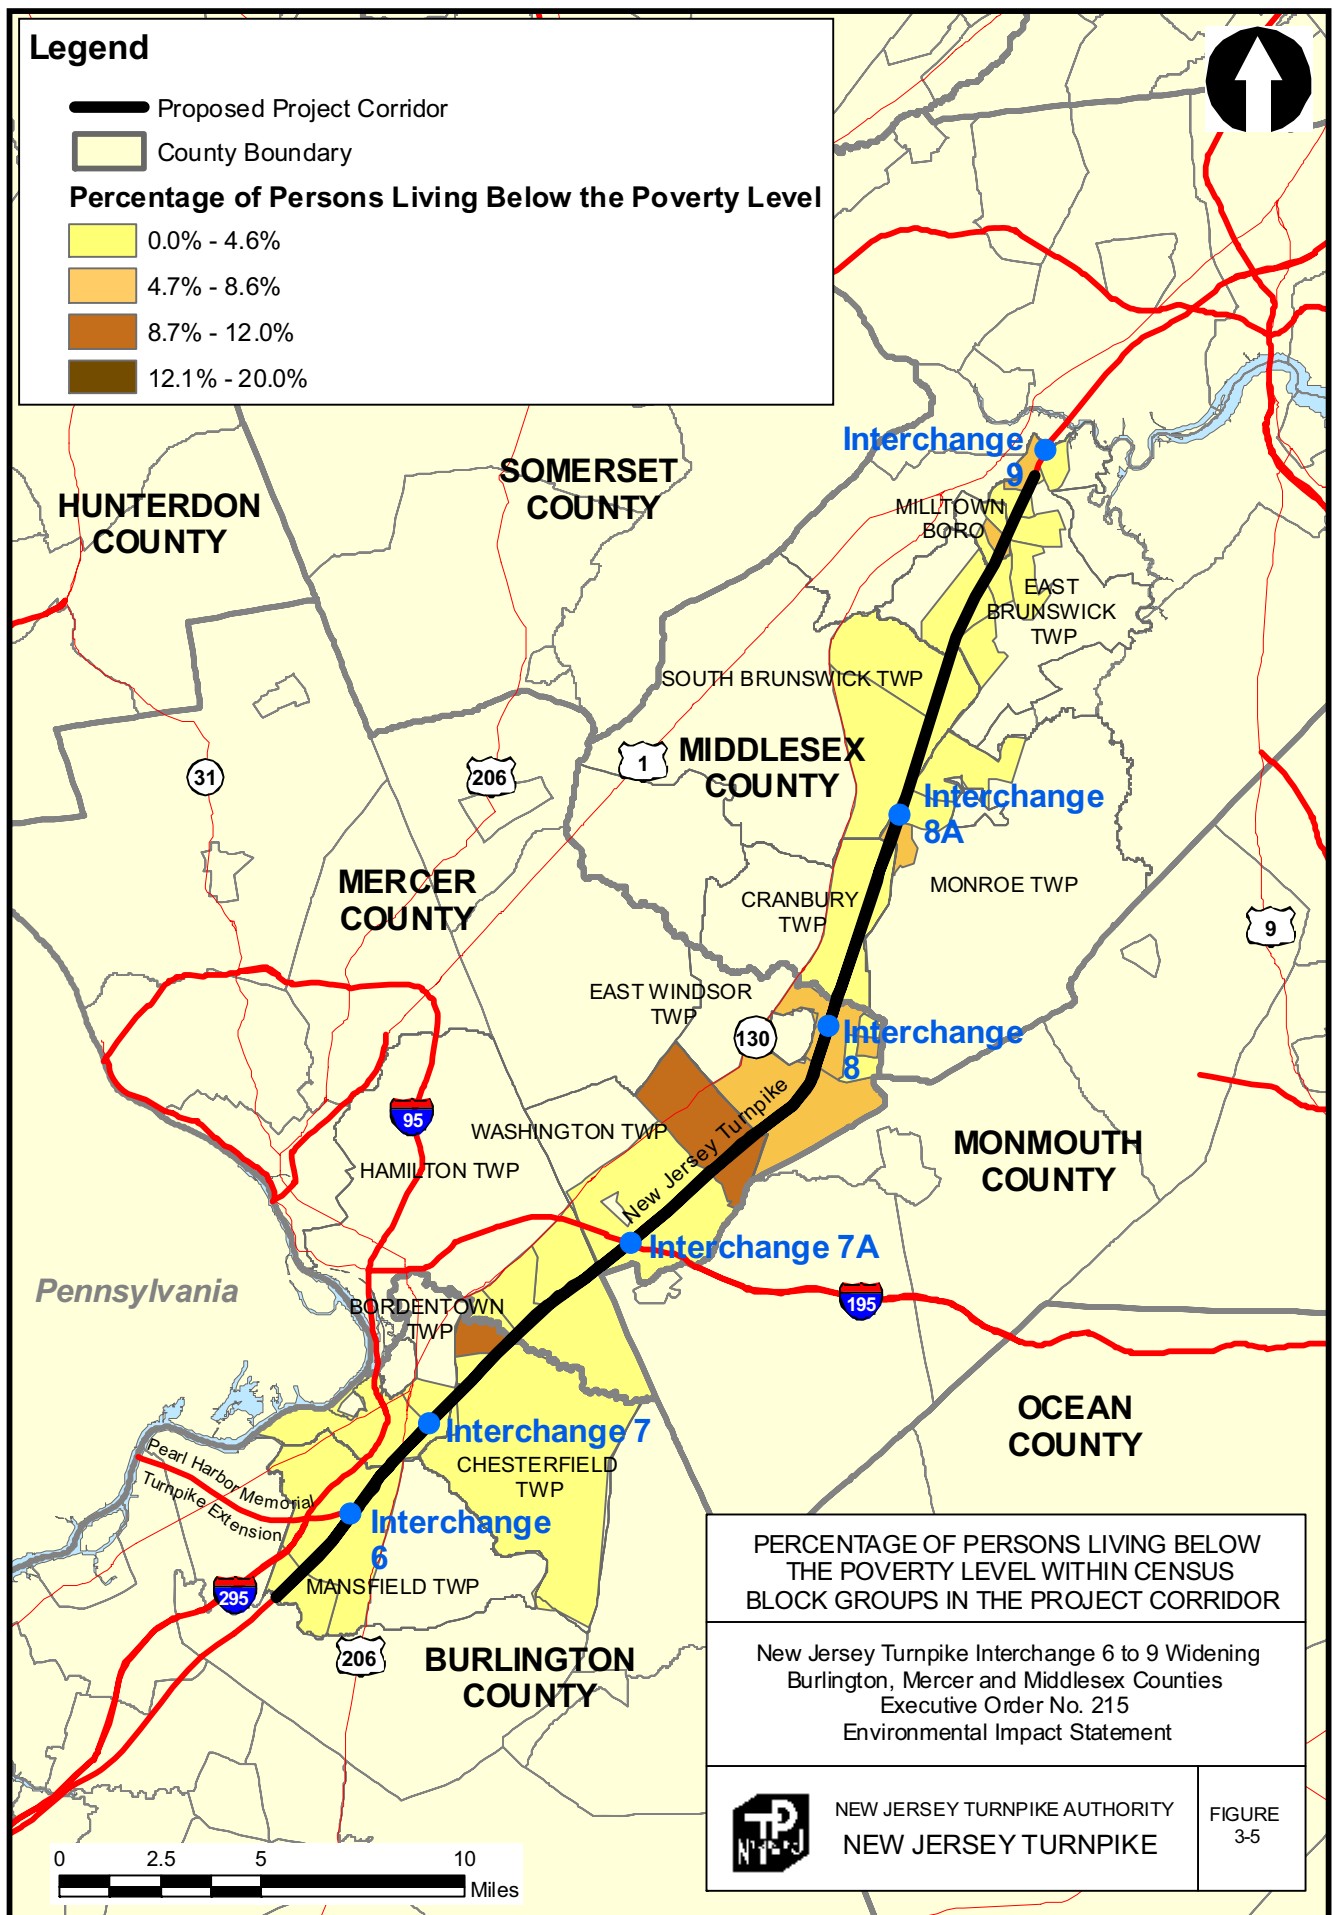 Legend
Proposed Project Corridor
County Boundary
Percentage of Persons Living Below the Poverty Level
0.0% - 4.6%
4.7% - 8.6%
8.7% - 12.0%
12.1% - 20.0%
Interchange
9
SOMERSET
COUNTY
HUNTERDON
COUNTY
MILLTOWN
BORO
EAST
BRUNSWICK
TWP
SOUTH BRUNSWICK TWP
MIDDLESEX
COUNTY
1
31
206
Interchange
8A
MERCER
COUNTY
CRANBURY
TWP
MONROE TWP
9
EAST WINDSOR
TWP
130
Interchange
8
95
New Jersey Turnpike
WASHINGTON TWP
HAMILTON TWP
MONMOUTH
COUNTY
Interchange 7A
Pennsylvania
195
BORDENTOWN
TWP
OCEAN
COUNTY
Interchange 7
Pearl Harbor Memorial
Turnpike Extension
CHESTERFIELD
TWP
Interchange
6
295
MANSFIELD TWP
206
BURLINGTON
COUNTY
PERCENTAGE OF PERSONS LIVING BELOW
THE POVERTY LEVEL WITHIN CENSUS
BLOCK GROUPS IN THE PROJECT CORRIDOR
New Jersey Turnpike Interchange 6 to 9 Widening
Burlington, Mercer and Middlesex Counties
Executive Order No. 215
Environmental Impact Statement
NEW JERSEY TURNPIKE AUTHORITY
NEW JERSEY TURNPIKE
FIGURE
3-5
0 2.5 5 10
Miles